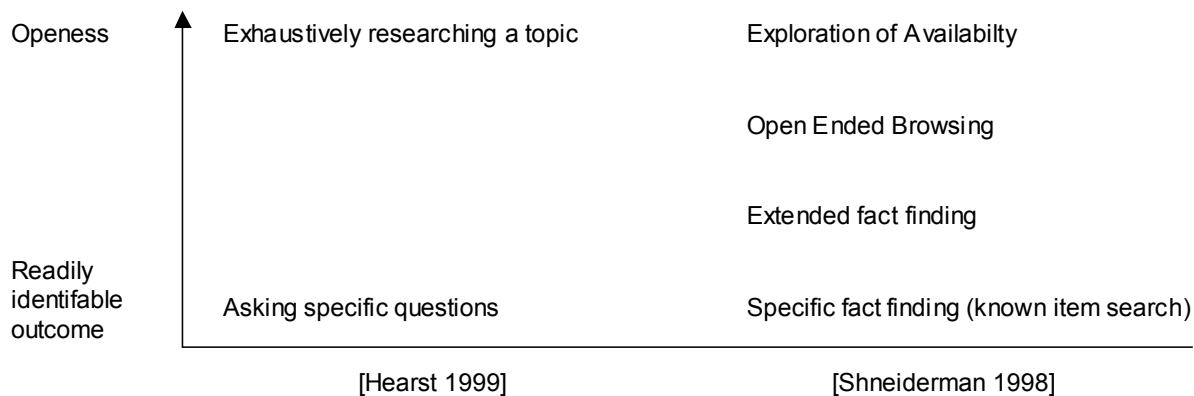 Openess
Exhaustively researching a topic
Exploration of Availabilty
Open Ended Browsing
Extended fact finding
Readily
identifable
outcome
Asking specific questions
Specific fact finding (known item search)
[Hearst 1999]
[Shneiderman 1998]